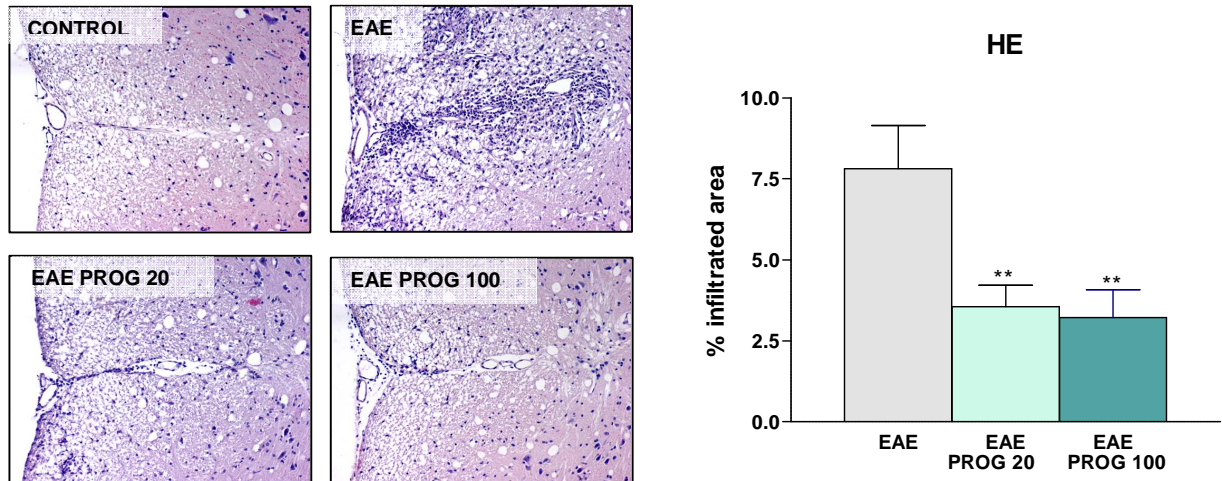 CONTROL
EAE
EAE PROG 20
EAE PROG 100
HE
% infiltrated area
10.0
7.5
5.0
2.5
0.0
**
**
EAE
EAE
PROG 20
EAE
PROG 100